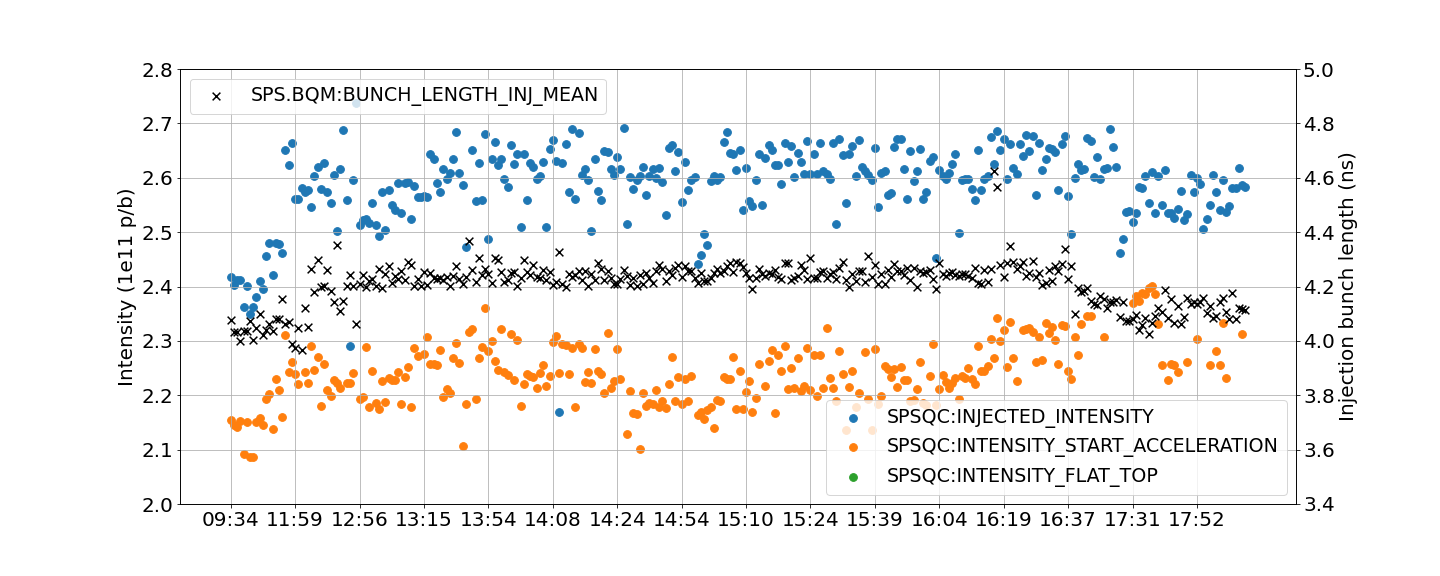 SPS.BQM:BUNCH_LENGTH_INJ_MEAN
2.8
2.7
2.6
2.5
2.4
2.3
2.2
2.1
2.0
Intensity (1e11 p/b)
5.0
4.8
4.6
4.4
4.2
4.0
3.8
3.6
3.4
Injection bunch length (ns)
SPSQC:INJECTED_INTENSITY
SPSQC:INTENSITY_START_ACCELERATION
SPSQC:INTENSITY_FLAT_TOP
09:34 11:59 12:56 13:15 13:54 14:08 14:24 14:54 15:10 15:24 15:39 16:04 16:19 16:37 17:31 17:52